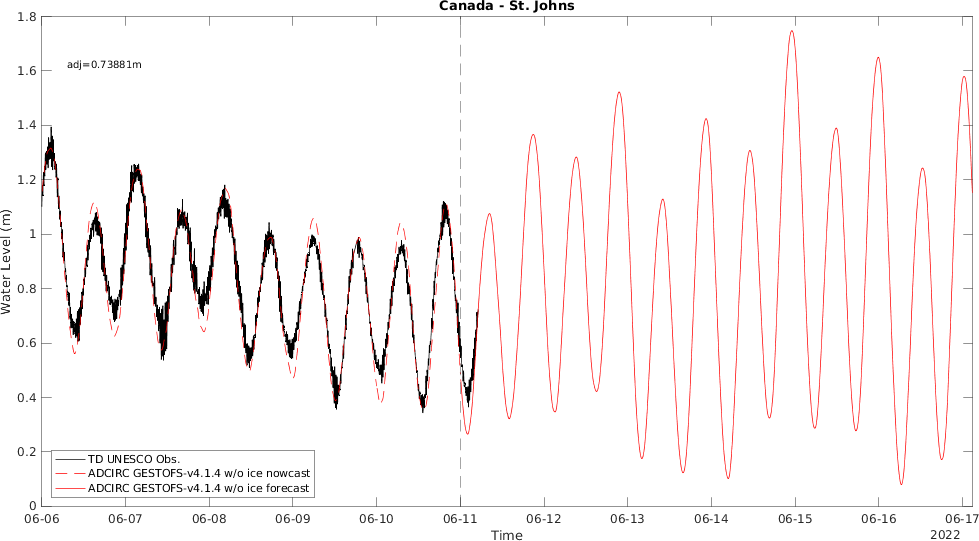 Canada - St. Johns
adj=0.73881m
Water Level (m)
1.8
1.6
1.4
1.2
1
0.8
0.6
0.4
0.2
0
TD UNESCO Obs.
ADCIRC GESTOFS-v4.1.4 w/o ice nowcast
ADCIRC GESTOFS-v4.1.4 w/o ice forecast
06-06 06-07 06-08 06-09 06-10 06-11 06-12 06-13 06-14 06-15 06-16 06-17
Time
2022